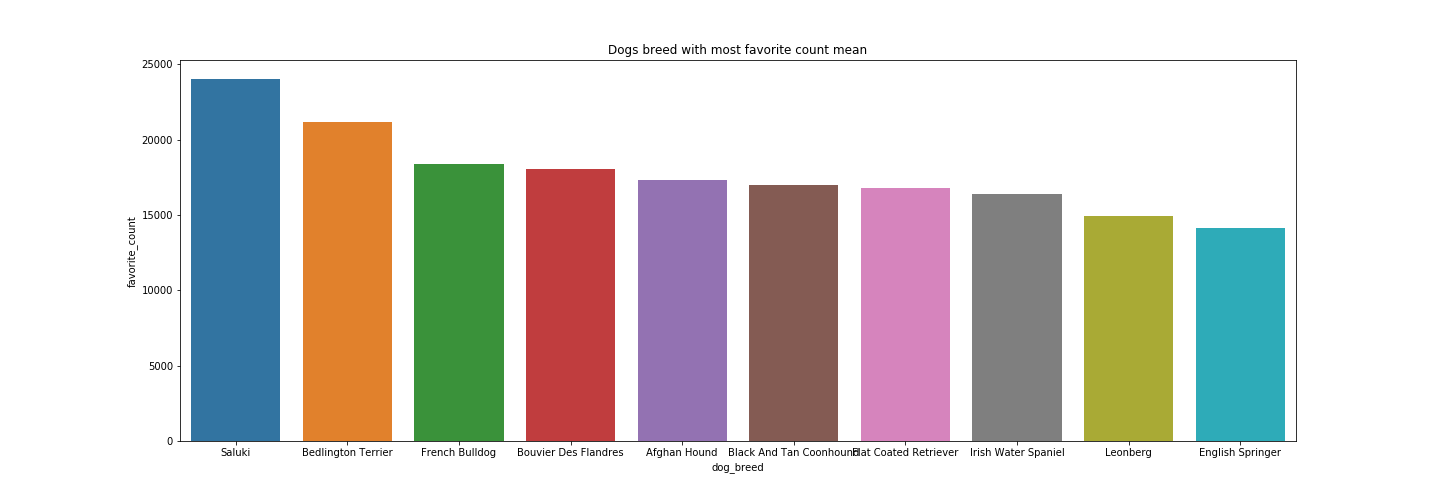 Dogs breed with most favorite count mean
25000
20000
15000
10000
5000
0
favorite_count
Saluki
Bedlington Terrier
French Bulldog
Bouvier Des Flandres
Afghan Hound
Black And Tan Coonhound
Flat Coated Retriever
Irish Water Spaniel
Leonberg
English Springer
dog_breed